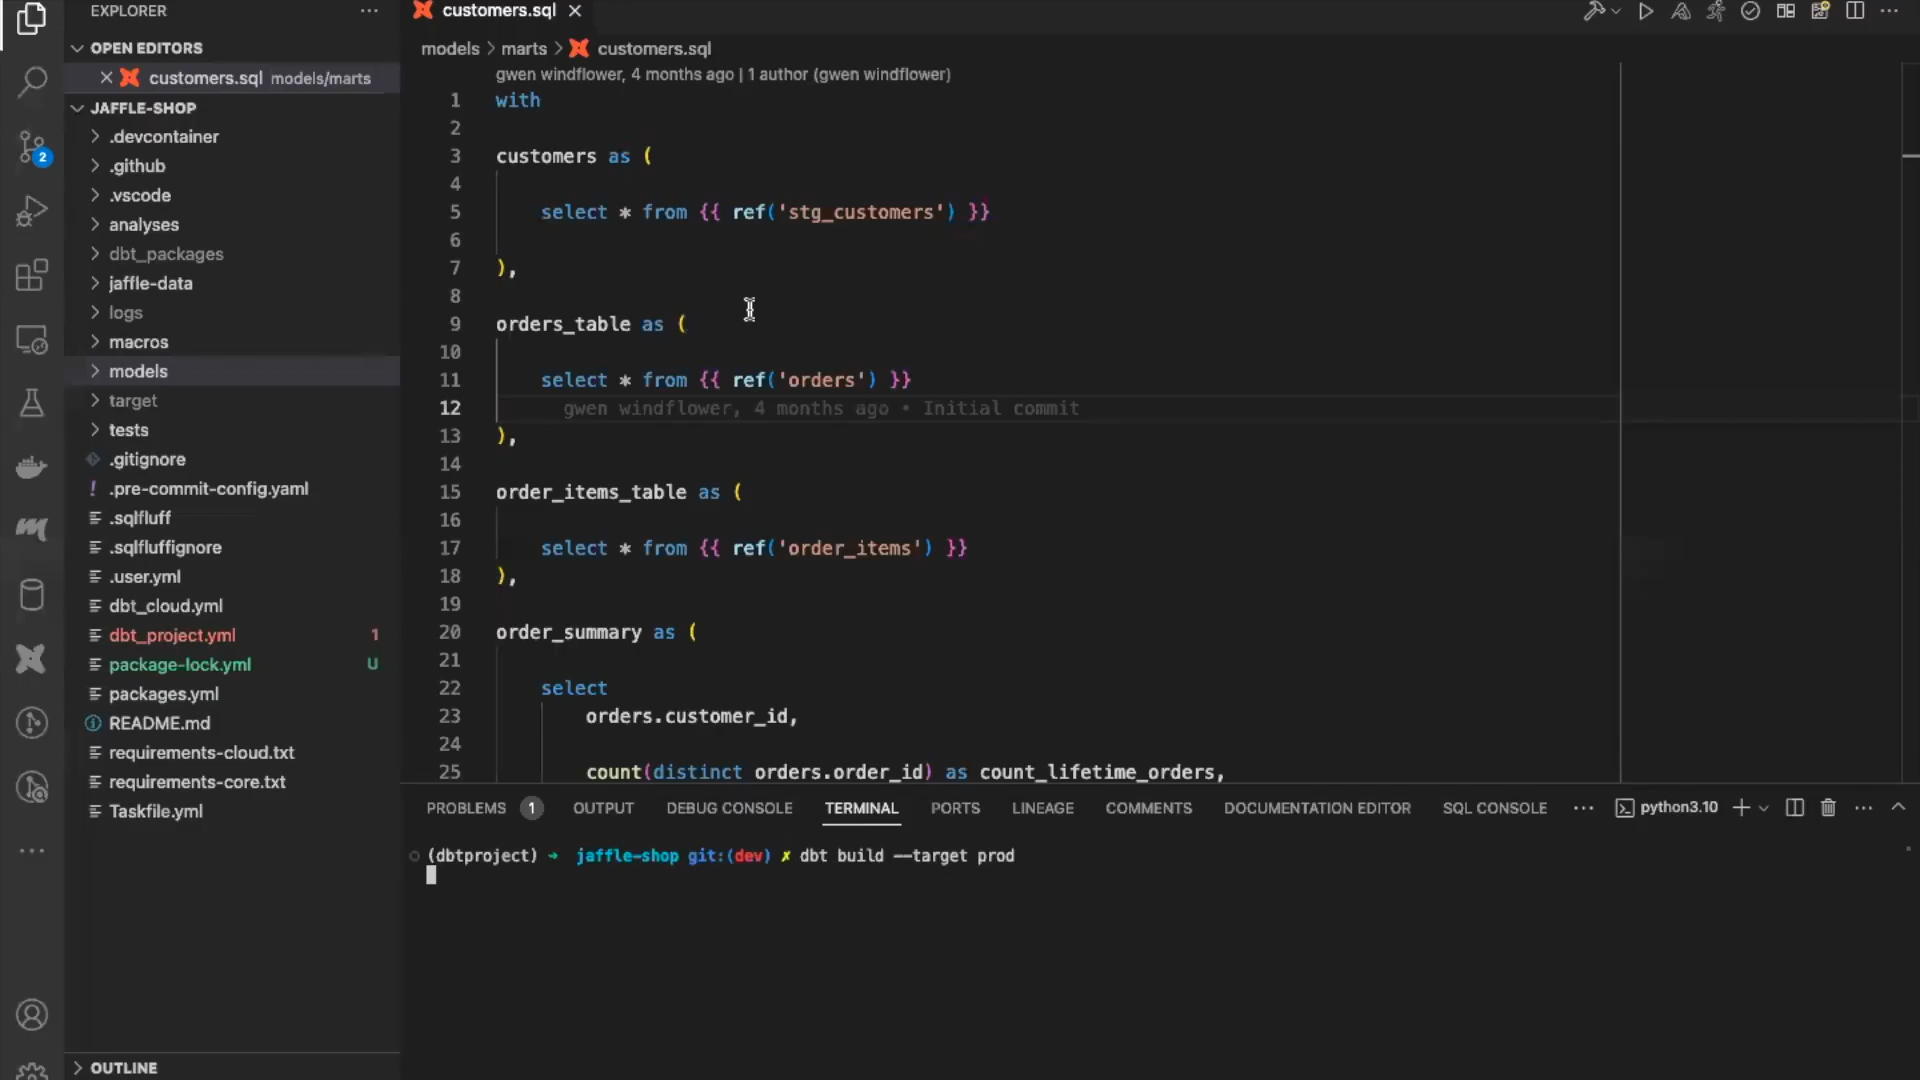 EXPLORER
OPEN EDITORS
customers.sql models/marts
JAFFLE-SHOP
.devcontainer
.github
.vscode
analyses
dbt_packages
jaffle-data
logs
macros
models
target
tests
.gitignore
! .pre-commit-config.yaml
.sqlfluff
.sqlfluffignore
.user.yml
dbt_cloud.yml
dbt_project.yml 1
package-lock.yml U
packages.yml
README.md
requirements-cloud.txt
requirements-core.txt
Taskfile.yml
OUTLINE
2
customers.sql
models > marts > customers.sql
gwen windflower, 4 months ago | 1 author (gwen windflower)
1 with
2
3 customers as (
4
5 select * from {{ ref('stg_customers') }}
6
7 ),
8
9 orders_table as (
10
11 select * from {{ ref('orders') }}
12 gwen windflower, 4 months ago • Initial commit
13 ),
14
15 order_items_table as (
16
17 select * from {{ ref('order_items') }}
18 ),
19
20 order_summary as (
21
22 select
23 orders.customer_id,
24
25 count(distinct orders.order_id) as count_lifetime_orders,
PROBLEMS 1 OUTPUT DEBUG CONSOLE TERMINAL PORTS LINEAGE COMMENTS DOCUMENTATION EDITOR SQL CONSOLE ... python3.10
(dbtproject) → jaffle-shop git:(dev) ✗ dbt build --target prod